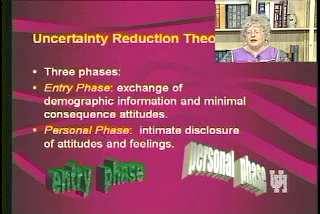 Uncertainty Reduction Theo
• Three phases:
• Entry Phase: exchange of
demographic information and minimal
consequence attitudes.
• Personal Phase: intimate disclosure
of attitudes and feelings.
entry phase
personal phase
UH